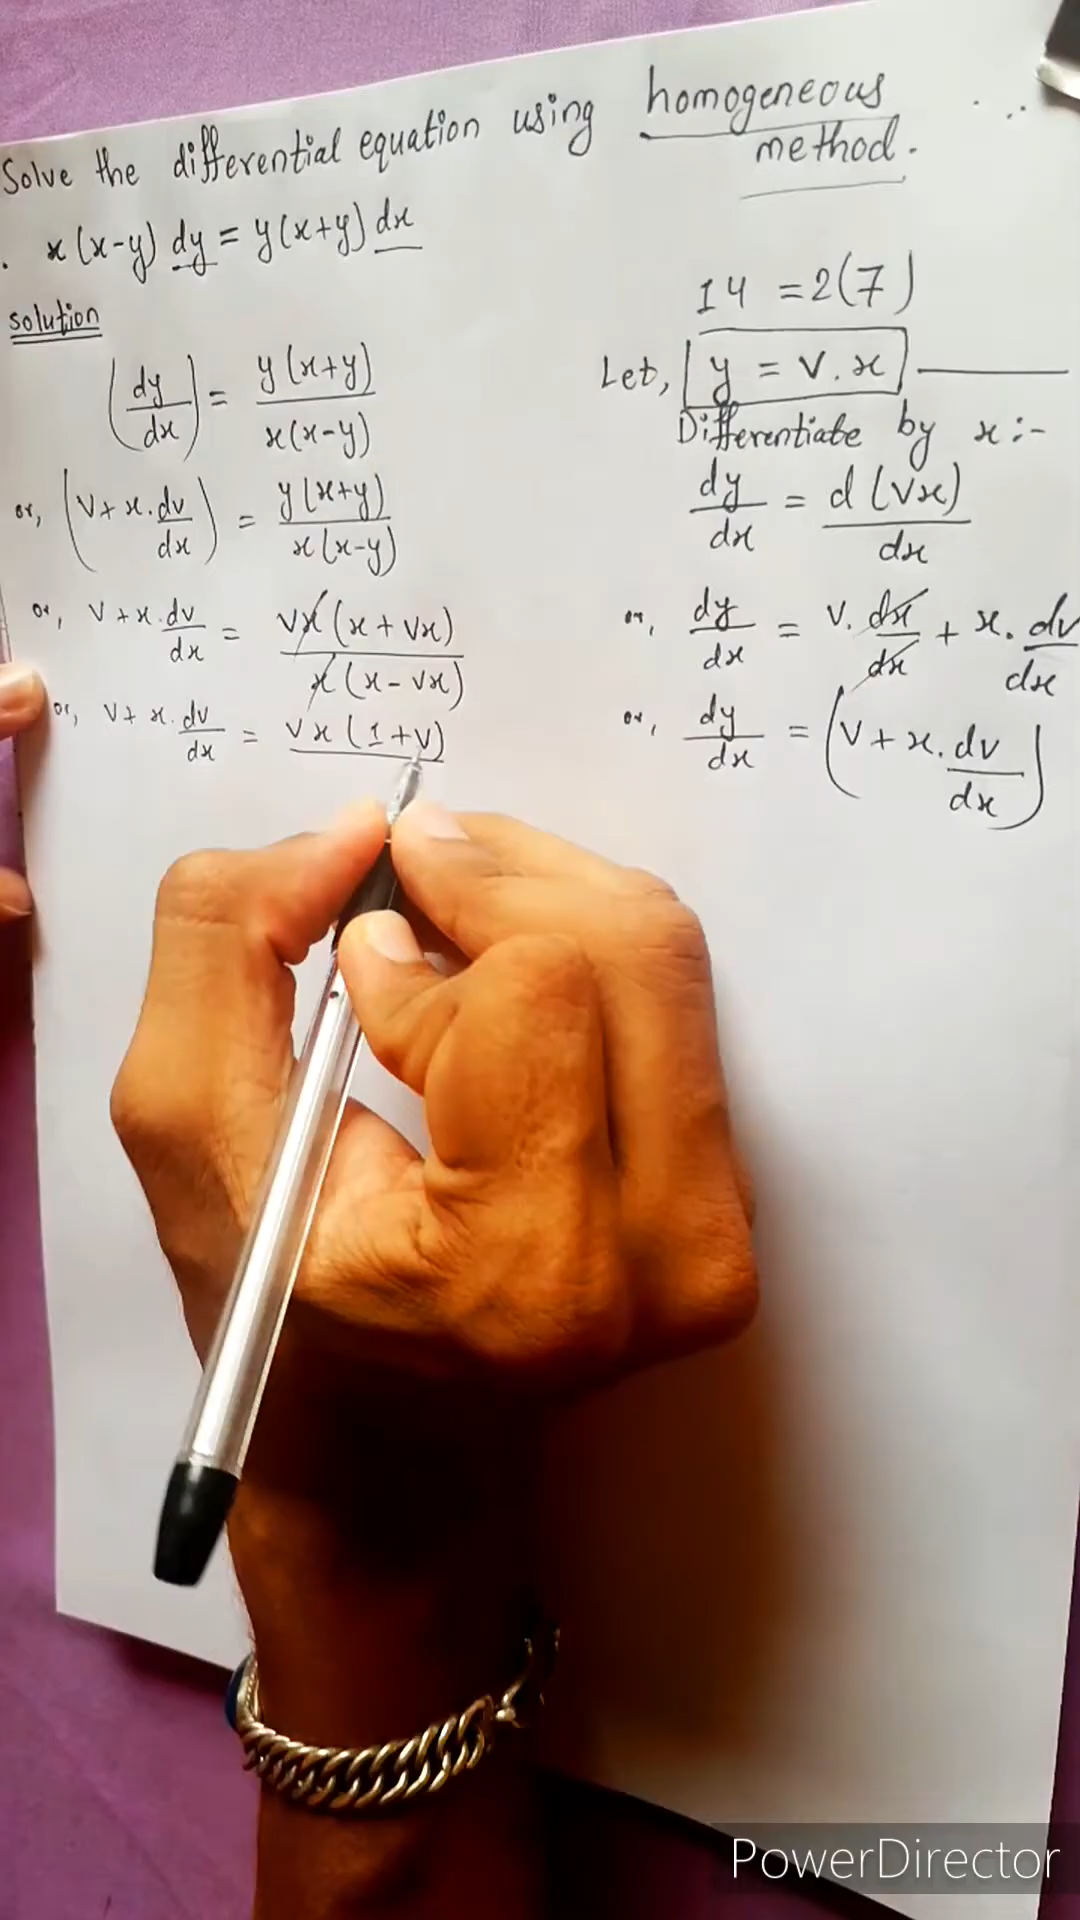 Solve the differential equation using homogeneous
method.
. x(x-y) dy = y(x+y) dx
solution
(dy/dx) = y(x+y)/x(x-y)
or, (v+x.dv/dx) = y(x+y)/x(x-y)
or, v+x.dv/dx = vx(x+vx)/x(x-vx)
or, v+x.dv/dx = vx(1+v)
14 = 2(7)
Let, y = v.x
Differentiate by x:-
dy/dx = d(vx)/dx
or, dy/dx = v.dx/dx + x.dv/dx
or, dy/dx = (v+x.dv/dx)
PowerDirector